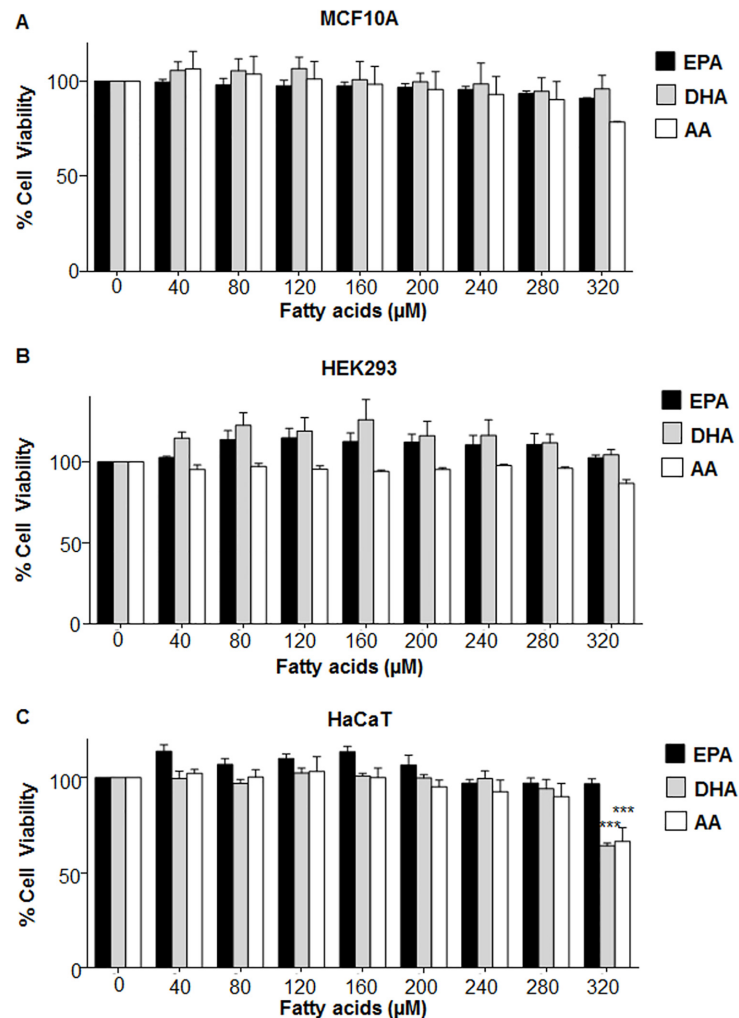 A
MCF10A
% Cell Viability
100
50
0
0 40 80 120 160 200 240 280 320
Fatty acids (µM)
EPA
DHA
AA
B
HEK293
% Cell Viability
100
50
0
0 40 80 120 160 200 240 280 320
Fatty acids (µM)
EPA
DHA
AA
C
HaCaT
% Cell Viability
100
50
0
*** ***
0 40 80 120 160 200 240 280 320
Fatty acids (µM)
EPA
DHA
AA